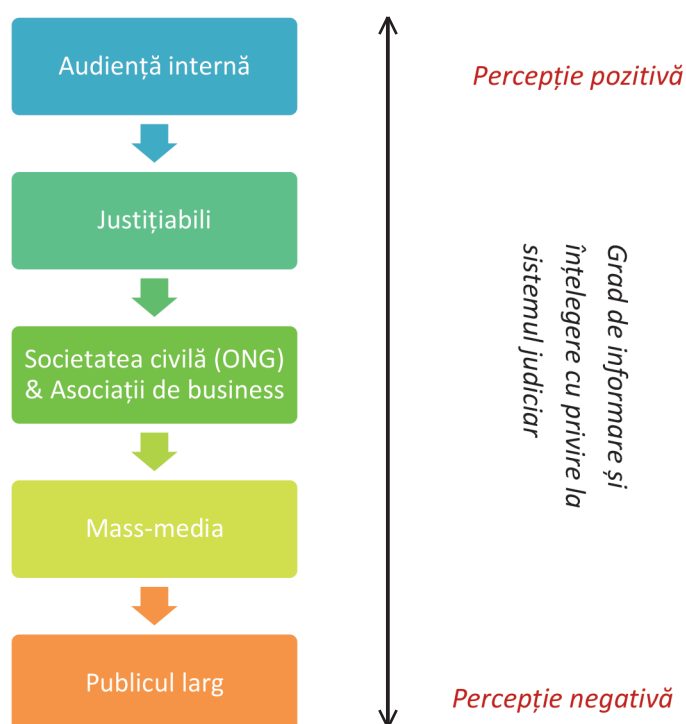 Audiență internă
Percepție pozitivă
Justițiabili
Grad de informare și
înțelegere cu privire la
sistemul judiciar
Societatea civilă (ONG)
& Asociații de business
Mass-media
Publicul larg
Percepție negativă